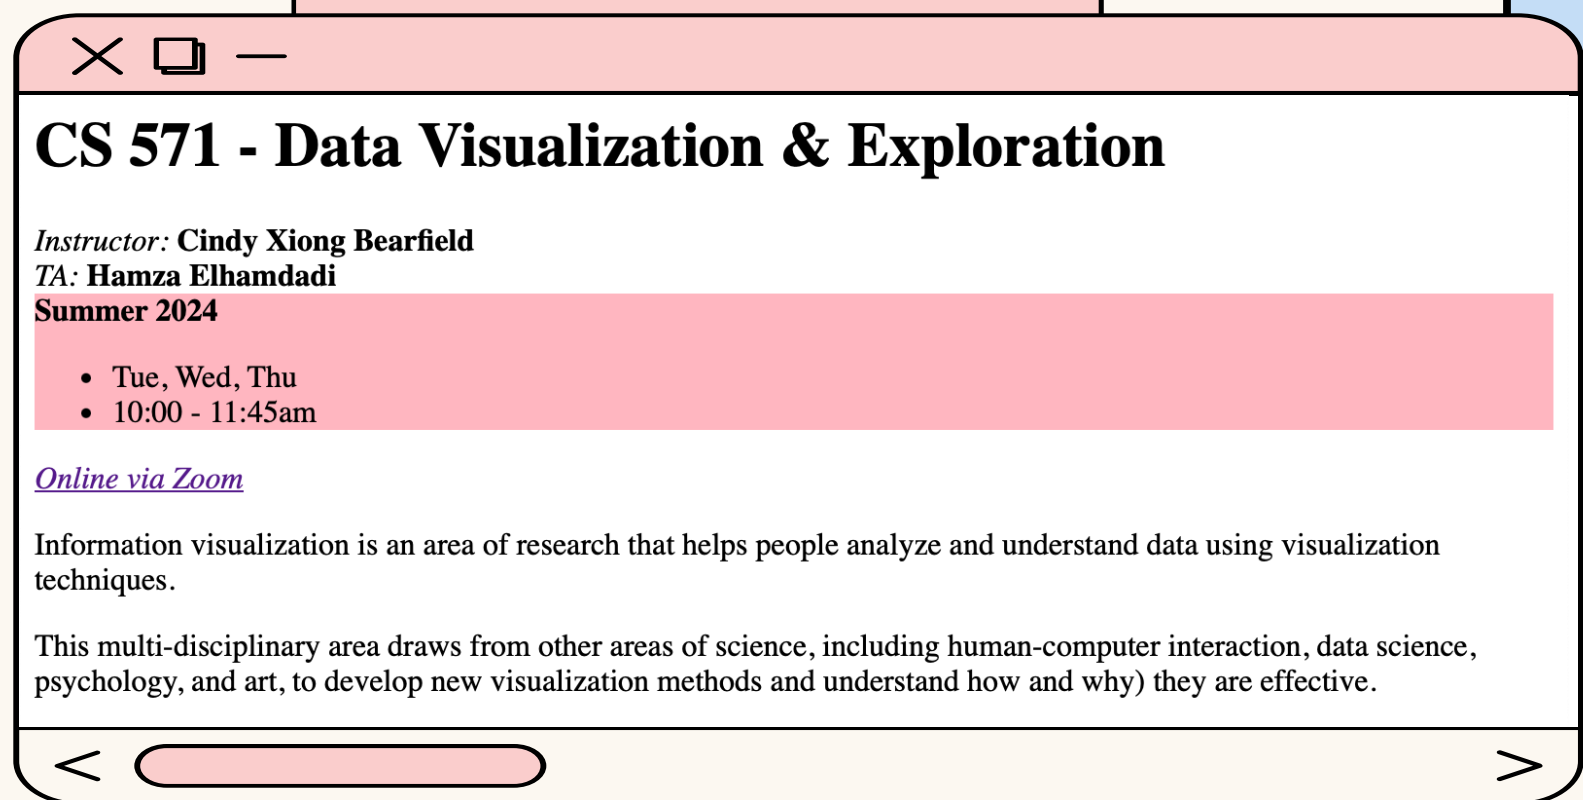 CS 571 - Data Visualization & Exploration
Instructor: Cindy Xiong Bearfield
TA: Hamza Elhamdadi
Summer 2024
• Tue, Wed, Thu
• 10:00 - 11:45am
Online via Zoom
Information visualization is an area of research that helps people analyze and understand data using visualization
techniques.
This multi-disciplinary area draws from other areas of science, including human-computer interaction, data science,
psychology, and art, to develop new visualization methods and understand how and why) they are effective.